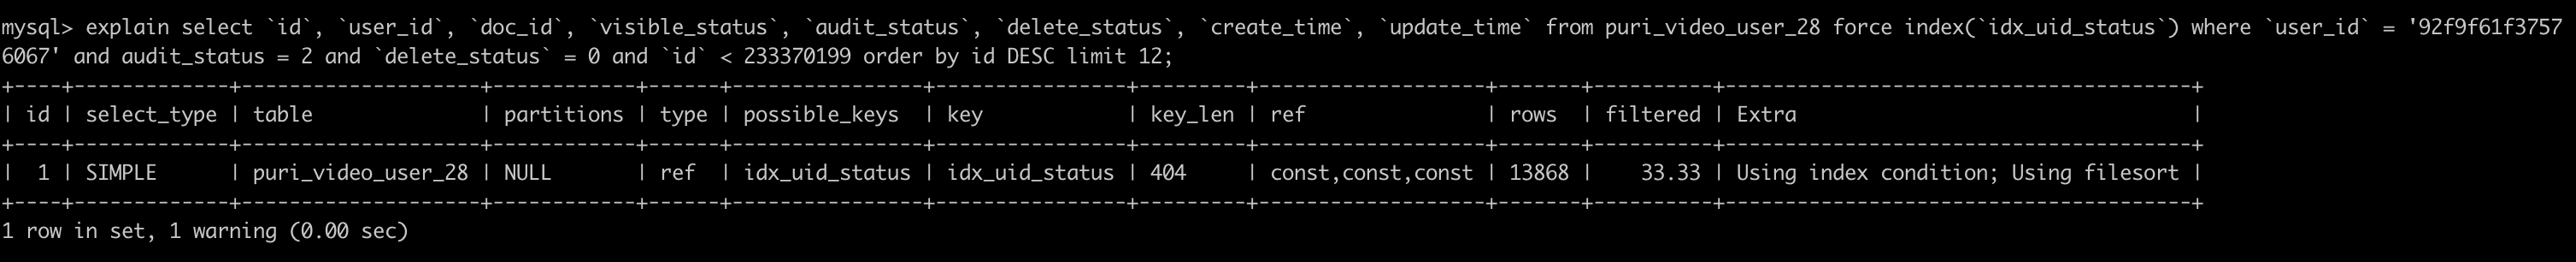 mysql> explain select `id`, `user_id`, `doc_id`, `visible_status`, `audit_status`, `delete_status`, `create_time`, `update_time` from puri_video_user_28 force index(`idx_uid_status`) where `user_id` = '92f9f61f3757
6067' and audit_status = 2 and `delete_status` = 0 and `id` < 233370199 order by id DESC limit 12;
+----+-------------+--------------------+------------+------+----------------+----------------+---------+-------------------+-------+----------+---------------------------------------+
| id | select_type | table              | partitions | type | possible_keys  | key            | key_len | ref               | rows  | filtered | Extra                                 |
+----+-------------+--------------------+------------+------+----------------+----------------+---------+-------------------+-------+----------+---------------------------------------+
|  1 | SIMPLE      | puri_video_user_28 | NULL       | ref  | idx_uid_status | idx_uid_status | 404     | const,const,const | 13868 |    33.33 | Using index condition; Using filesort |
+----+-------------+--------------------+------------+------+----------------+----------------+---------+-------------------+-------+----------+---------------------------------------+
1 row in set, 1 warning (0.00 sec)